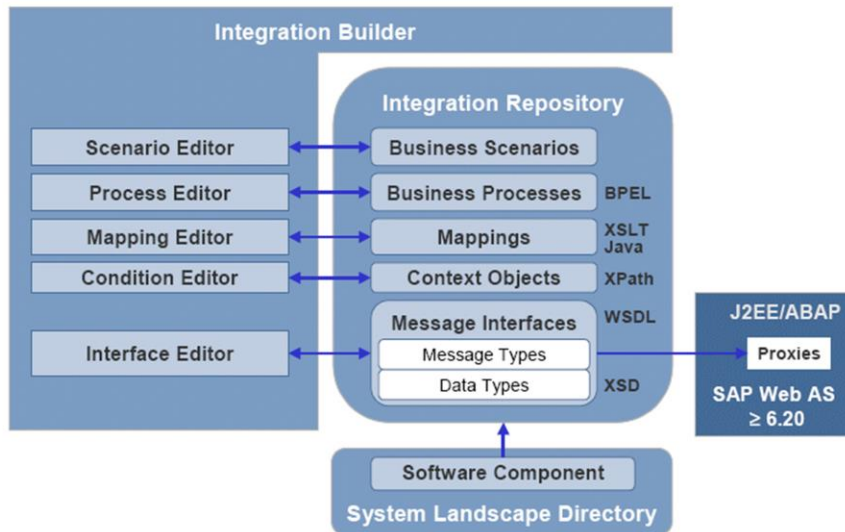 Integration Builder
Integration Repository
Scenario Editor
Business Scenarios
Process Editor
Business Processes
BPEL
Mapping Editor
Mappings
XSLT
Java
Condition Editor
Context Objects
XPath
Interface Editor
Message Interfaces
WSDL
Message Types
Data Types
XSD
J2EE/ABAP
Proxies
SAP Web AS
≥ 6.20
Software Component
System Landscape Directory